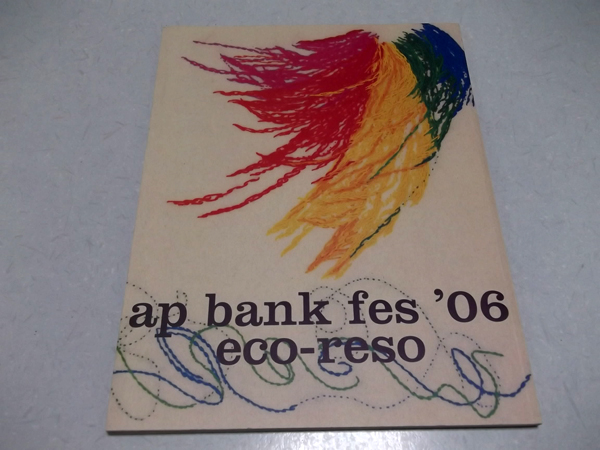 ap bank fes ’06
eco-reso